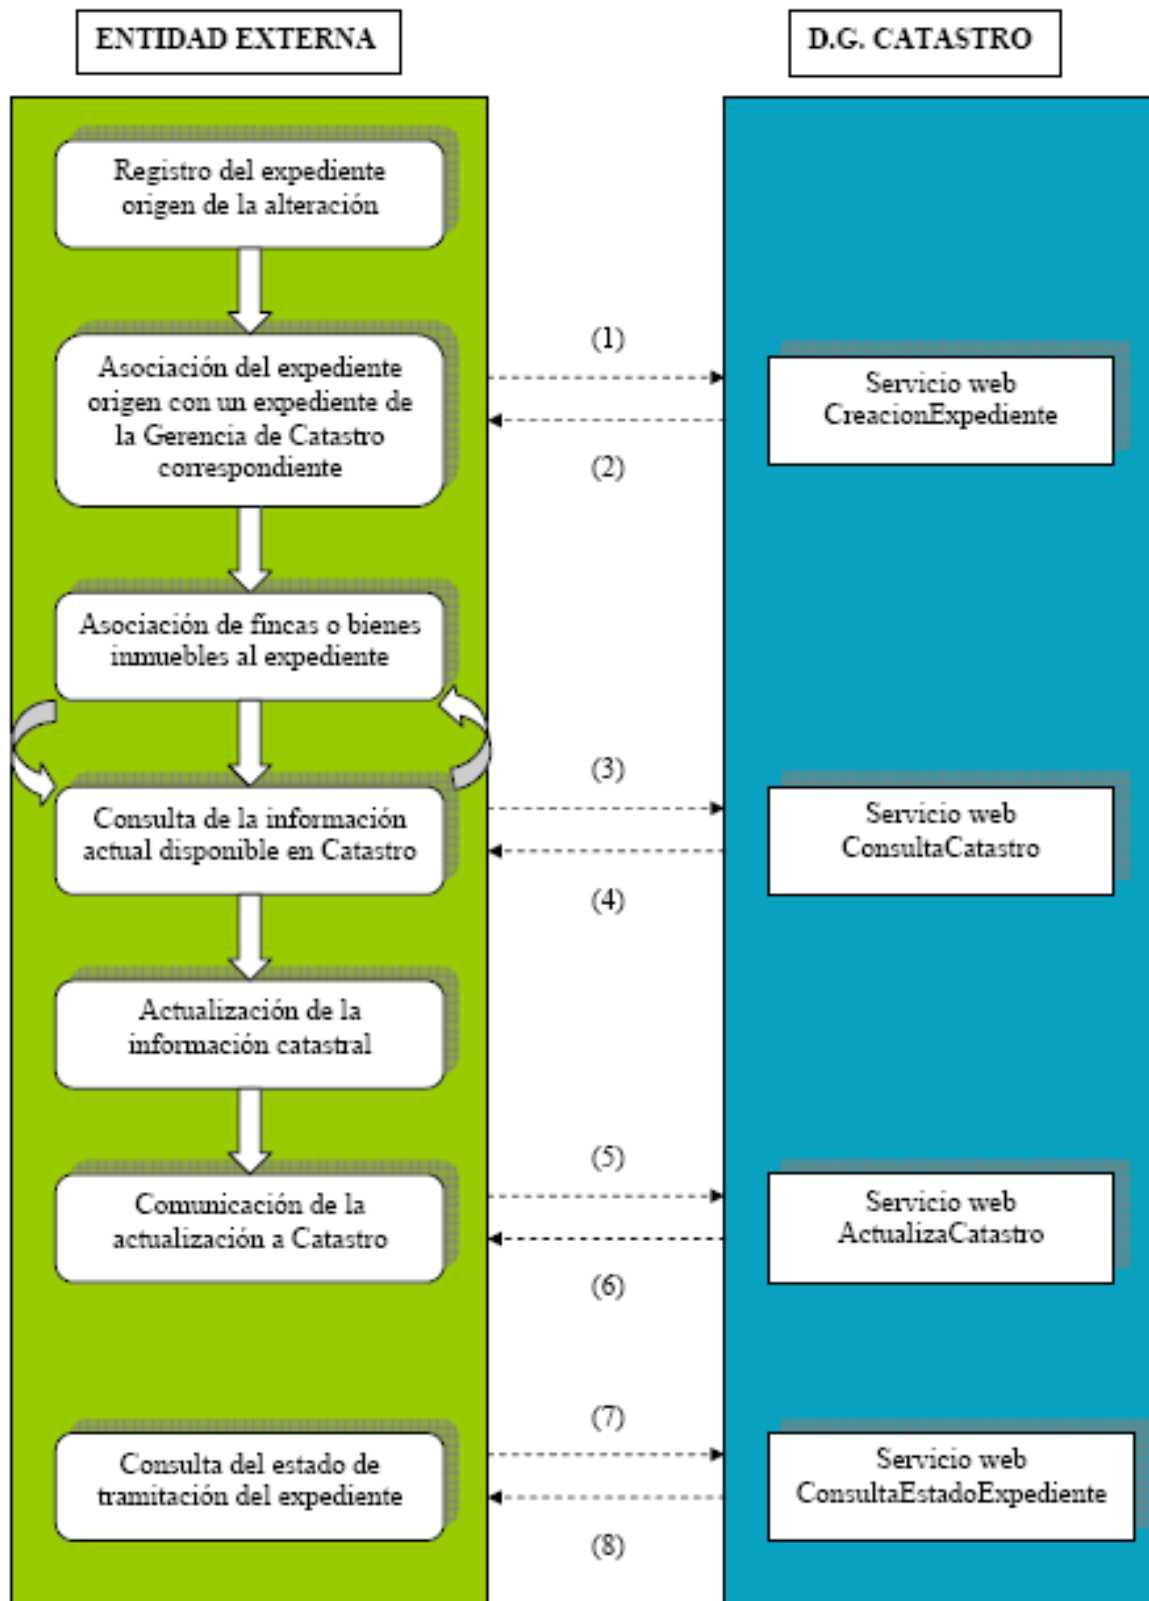 ENTIDAD EXTERNA
D.G. CATASTRO
Registro del expediente
origen de la alteración
Asociación del expediente
origen con un expediente de
la Gerencia de Catastro
correspondiente
(1)
(2)
Servicio web
CreacionExpediente
Asociación de fincas o bienes
inmuebles al expediente
Consulta de la información
actual disponible en Catastro
(3)
(4)
Servicio web
ConsultaCatastro
Actualización de la
información catastral
Comunicación de la
actualización a Catastro
(5)
(6)
Servicio web
ActualizaCatastro
Consulta del estado de
tramitación del expediente
(7)
(8)
Servicio web
ConsultaEstadoExpediente